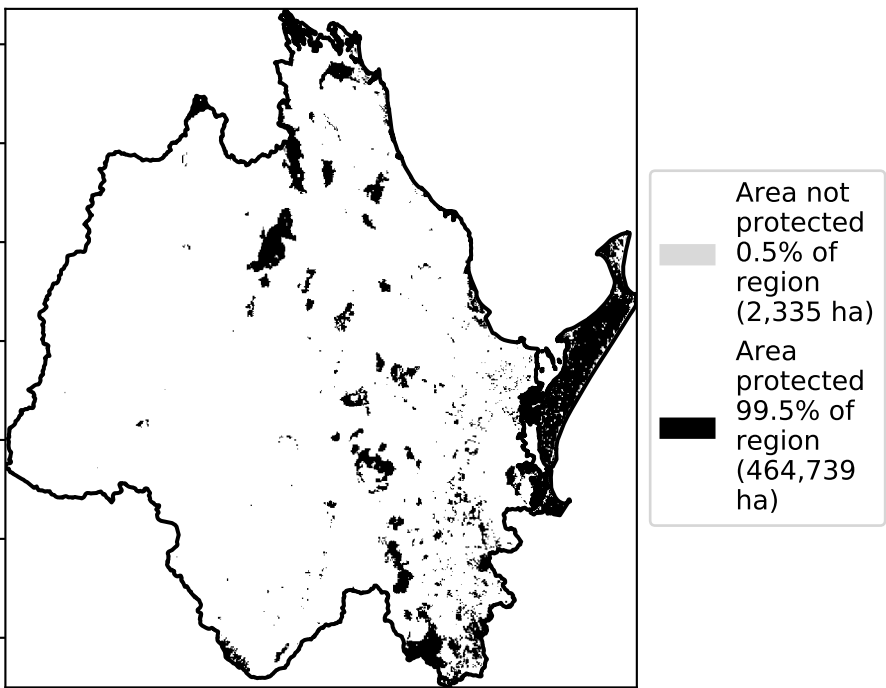 Area not
protected
0.5% of
region
(2,335 ha)
Area
protected
99.5% of
region
(464,739
ha)